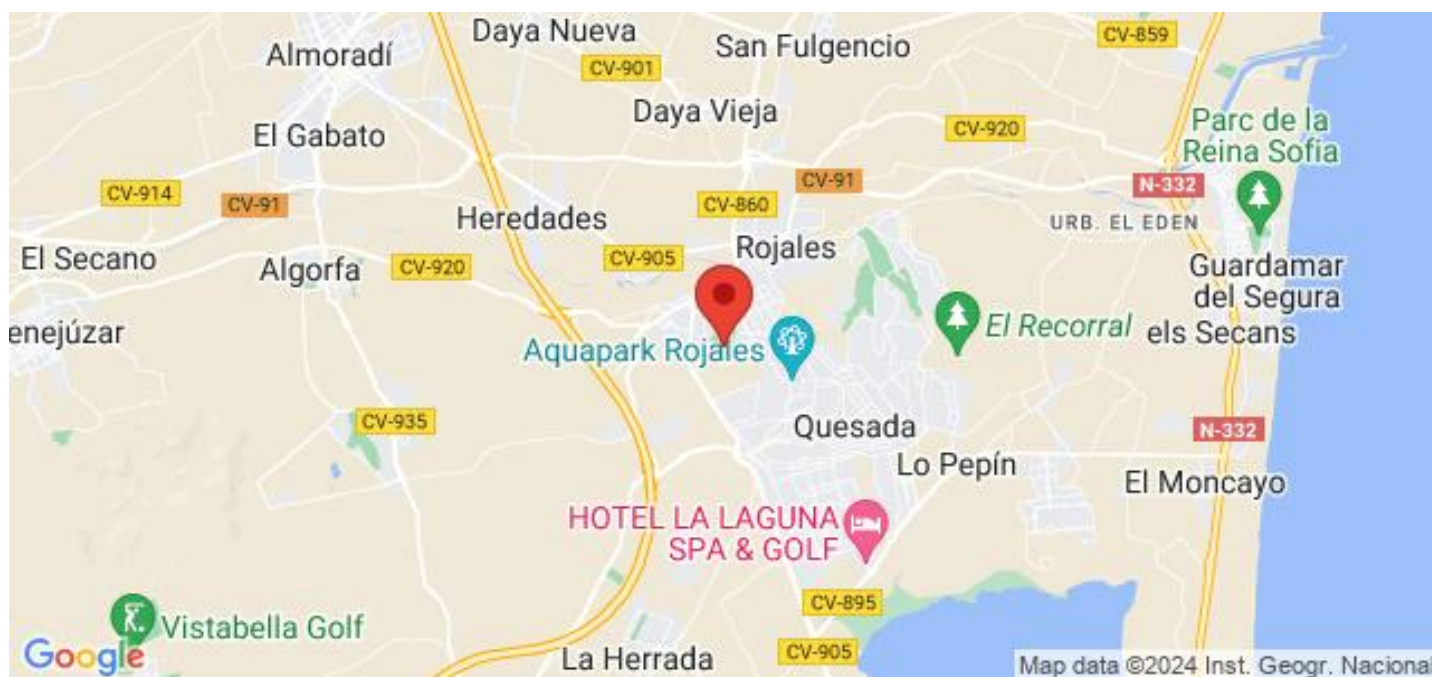 Daya Nueva
San Fulgencio
CV-859
Almoradí
CV-901
Daya Vieja
Parc de la
Reina Sofia
CV-920
El Gabato
CV-91
N-332
CV-914
CV-91
CV-860
Heredades
URB. EL EDEN
Rojales
El Secano
Algorfa
CV-920
CV-905
Guardamar
del Segura
enejúzar
El Recorral
els Secans
Aquapark Rojales
CV-935
Quesada
N-332
Lo Pepín
El Moncayo
HOTEL LA LAGUNA
SPA & GOLF
CV-895
Vistabella Golf
La Herrada
CV-905
Google
Map data ©2024 Inst. Geogr. Nacional